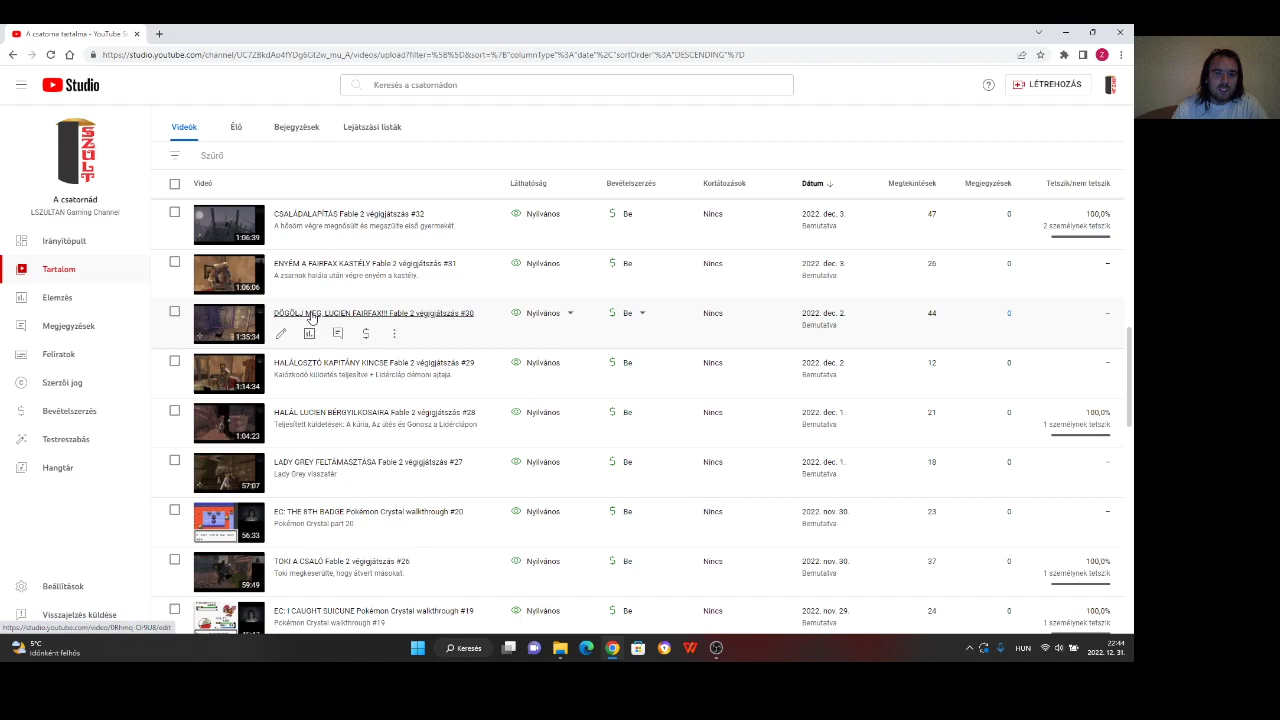 A csatorna tartalma - YouTube St
https://studio.youtube.com/channel/UC7ZBkdAo4fYDg6Gt2w_mu_A/videos/upload?filter=%5B%5D&sort=%7B"columnType"%3A"date"%2C"sortOrder"%3A"DESCENDING"%7D
Studio
Keresés a csatornádon
LÉTREHOZÁS
SZULT
A csatornád
LSZULTAN Gaming Channel
Irányítópult
Tartalom
Elemzés
Megjegyzések
Feliratok
Szerzői jog
Bevételszerzés
Testreszabás
Hangtár
Beállítások
Visszajelzés küldése
Videók Élő Bejegyzések Lejátszási listák
Szűrő
Videó Láthatóság Bevételszerzés Korlátozások Dátum Megtekintések Megjegyzések Tetszik/nem tetszik
CSALÁDALAPÍTÁS Fable 2 végigjátszás #32 Nyilvános Be Nincs 2022. dec. 3. 47 0 100,0%
A hősöm végre megnősült és megszülte első gyermekét. Bemutatva 2 személynek tetszik
1:06:39
ENYÉM A FAIRFAX KASTÉLY Fable 2 végigjátszás #31 Nyilvános Be Nincs 2022. dec. 3. 26 0 –
A zsarnok halála után végre enyém a kastély. Bemutatva
1:06:06
DÖGÖLJ MEG, LUCIEN FAIRFAX!!! Fable 2 végigjátszás #30 Nyilvános Be Nincs 2022. dec. 2. 44 0 –
Bemutatva
1:35:34
HALÁLOSZTÓ KAPITÁNY KINCSE Fable 2 végigjátszás #29 Nyilvános Be Nincs 2022. dec. 2. 12 0 –
Kalózkodó küldetés teljesítve + Lidércláp démoni ajtaja. Bemutatva
1:14:34
HALÁL LUCIEN BÉRGYILKOSAIRA Fable 2 végigjátszás #28 Nyilvános Be Nincs 2022. dec. 1. 21 0 100,0%
Teljesített küldetések: A kúria, Az ütés és Gonosz a Lidérclápon Bemutatva 1 személynek tetszik
1:04:23
LADY GREY FELTÁMASZTÁSA Fable 2 végigjátszás #27 Nyilvános Be Nincs 2022. dec. 1. 18 0 –
Lady Grey visszatér Bemutatva
57:07
EC: THE 8TH BADGE Pokémon Crystal walkthrough #20 Nyilvános Be Nincs 2022. nov. 30. 23 0 –
Pokémon Crystal part 20 Bemutatva
56:33
TOKI A CSALÓ Fable 2 végigjátszás #26 Nyilvános Be Nincs 2022. nov. 30. 37 0 100,0%
Toki megkeserülte, hogy átvert másokat. Bemutatva 1 személynek tetszik
59:49
EC: I CAUGHT SUICUNE Pokémon Crystal walkthrough #19 Nyilvános Be Nincs 2022. nov. 29. 24 0 100,0%
Pokémon Crystal walkthrough #19 Bemutatva 1 személynek tetszik
https://studio.youtube.com/video/0Rhmq-Or9U8/edit
5°C
Időnként felhős
Keresés
HUN
22:44
2022. 12. 31.